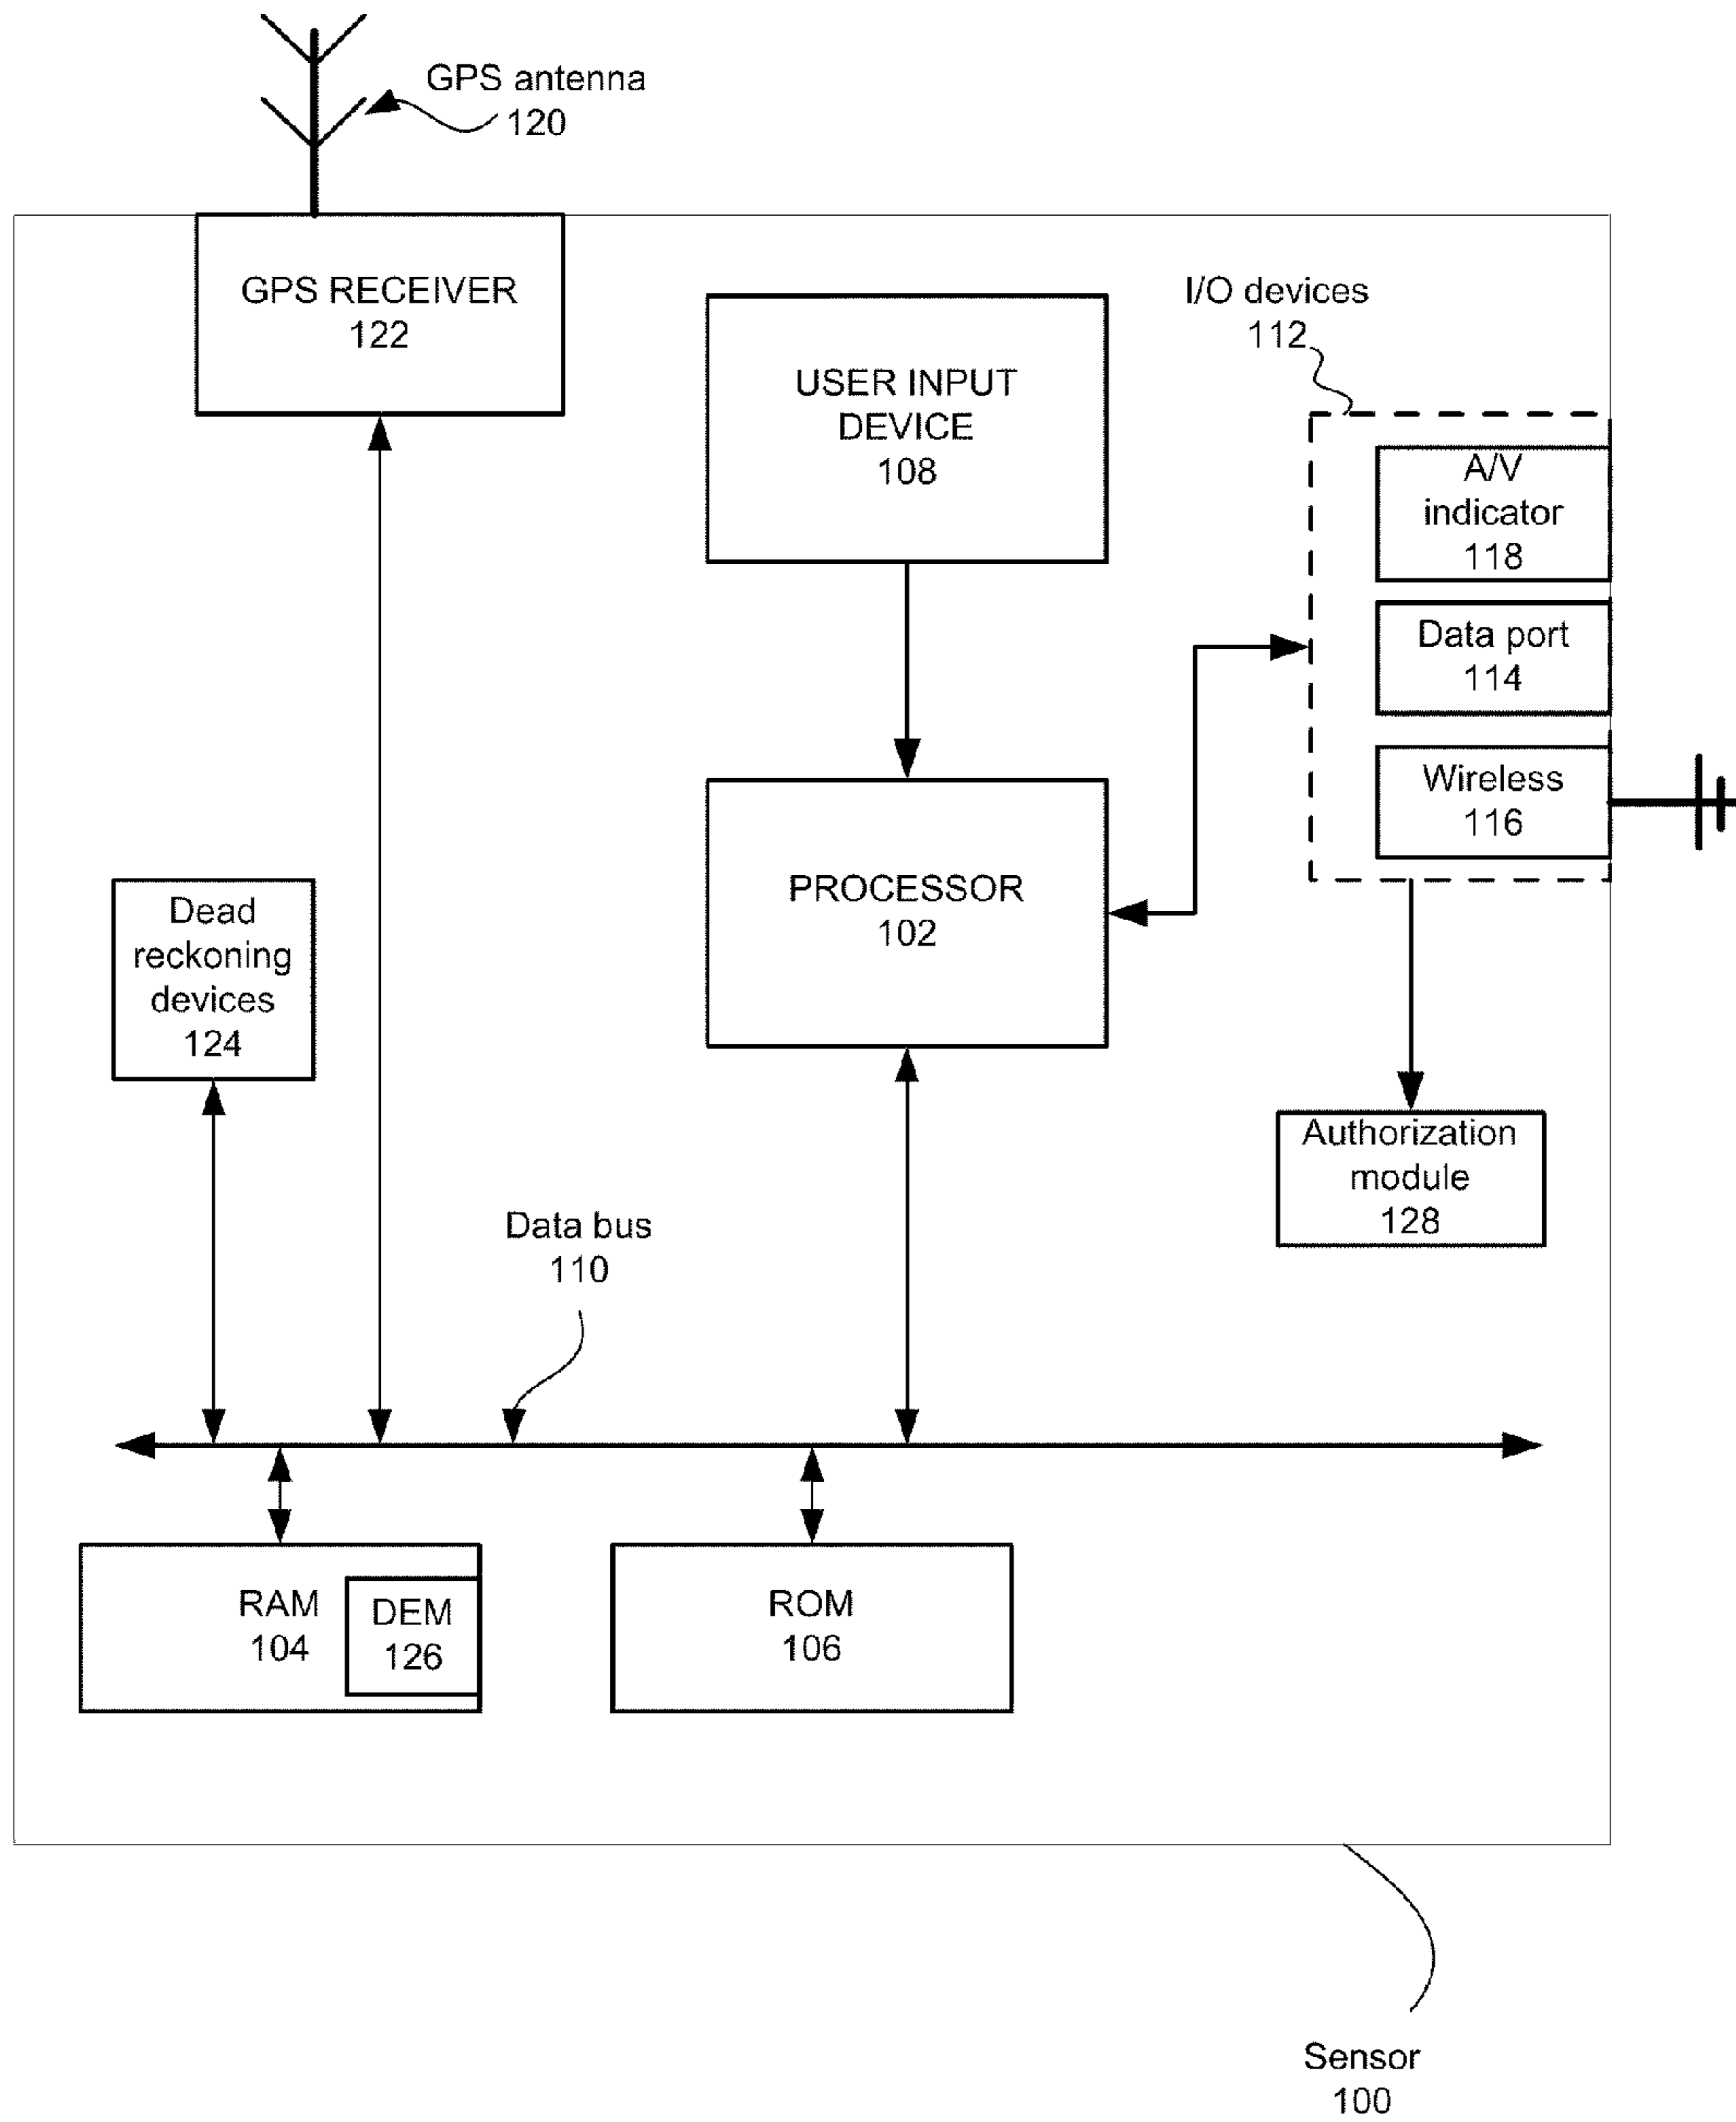 GPS antenna
120
GPS RECEIVER
122
I/O devices
112
USER INPUT
DEVICE
108
A/V
indicator
118
Data port
114
Wireless
116
PROCESSOR
102
Dead
reckoning
devices
124
Authorization
module
128
Data bus
110
RAM
104
DEM
126
ROM
106
Sensor
100